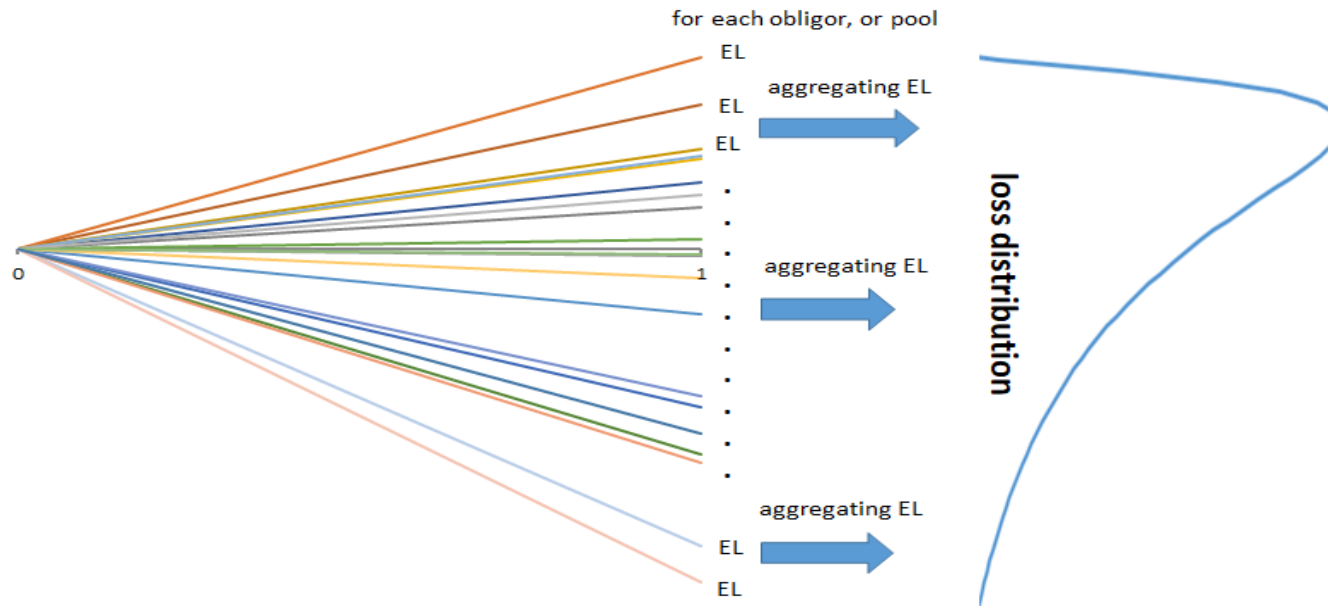 for each obligor, or pool
EL
aggregating EL
EL
EL
0
1
aggregating EL
loss distribution
aggregating EL
EL
EL